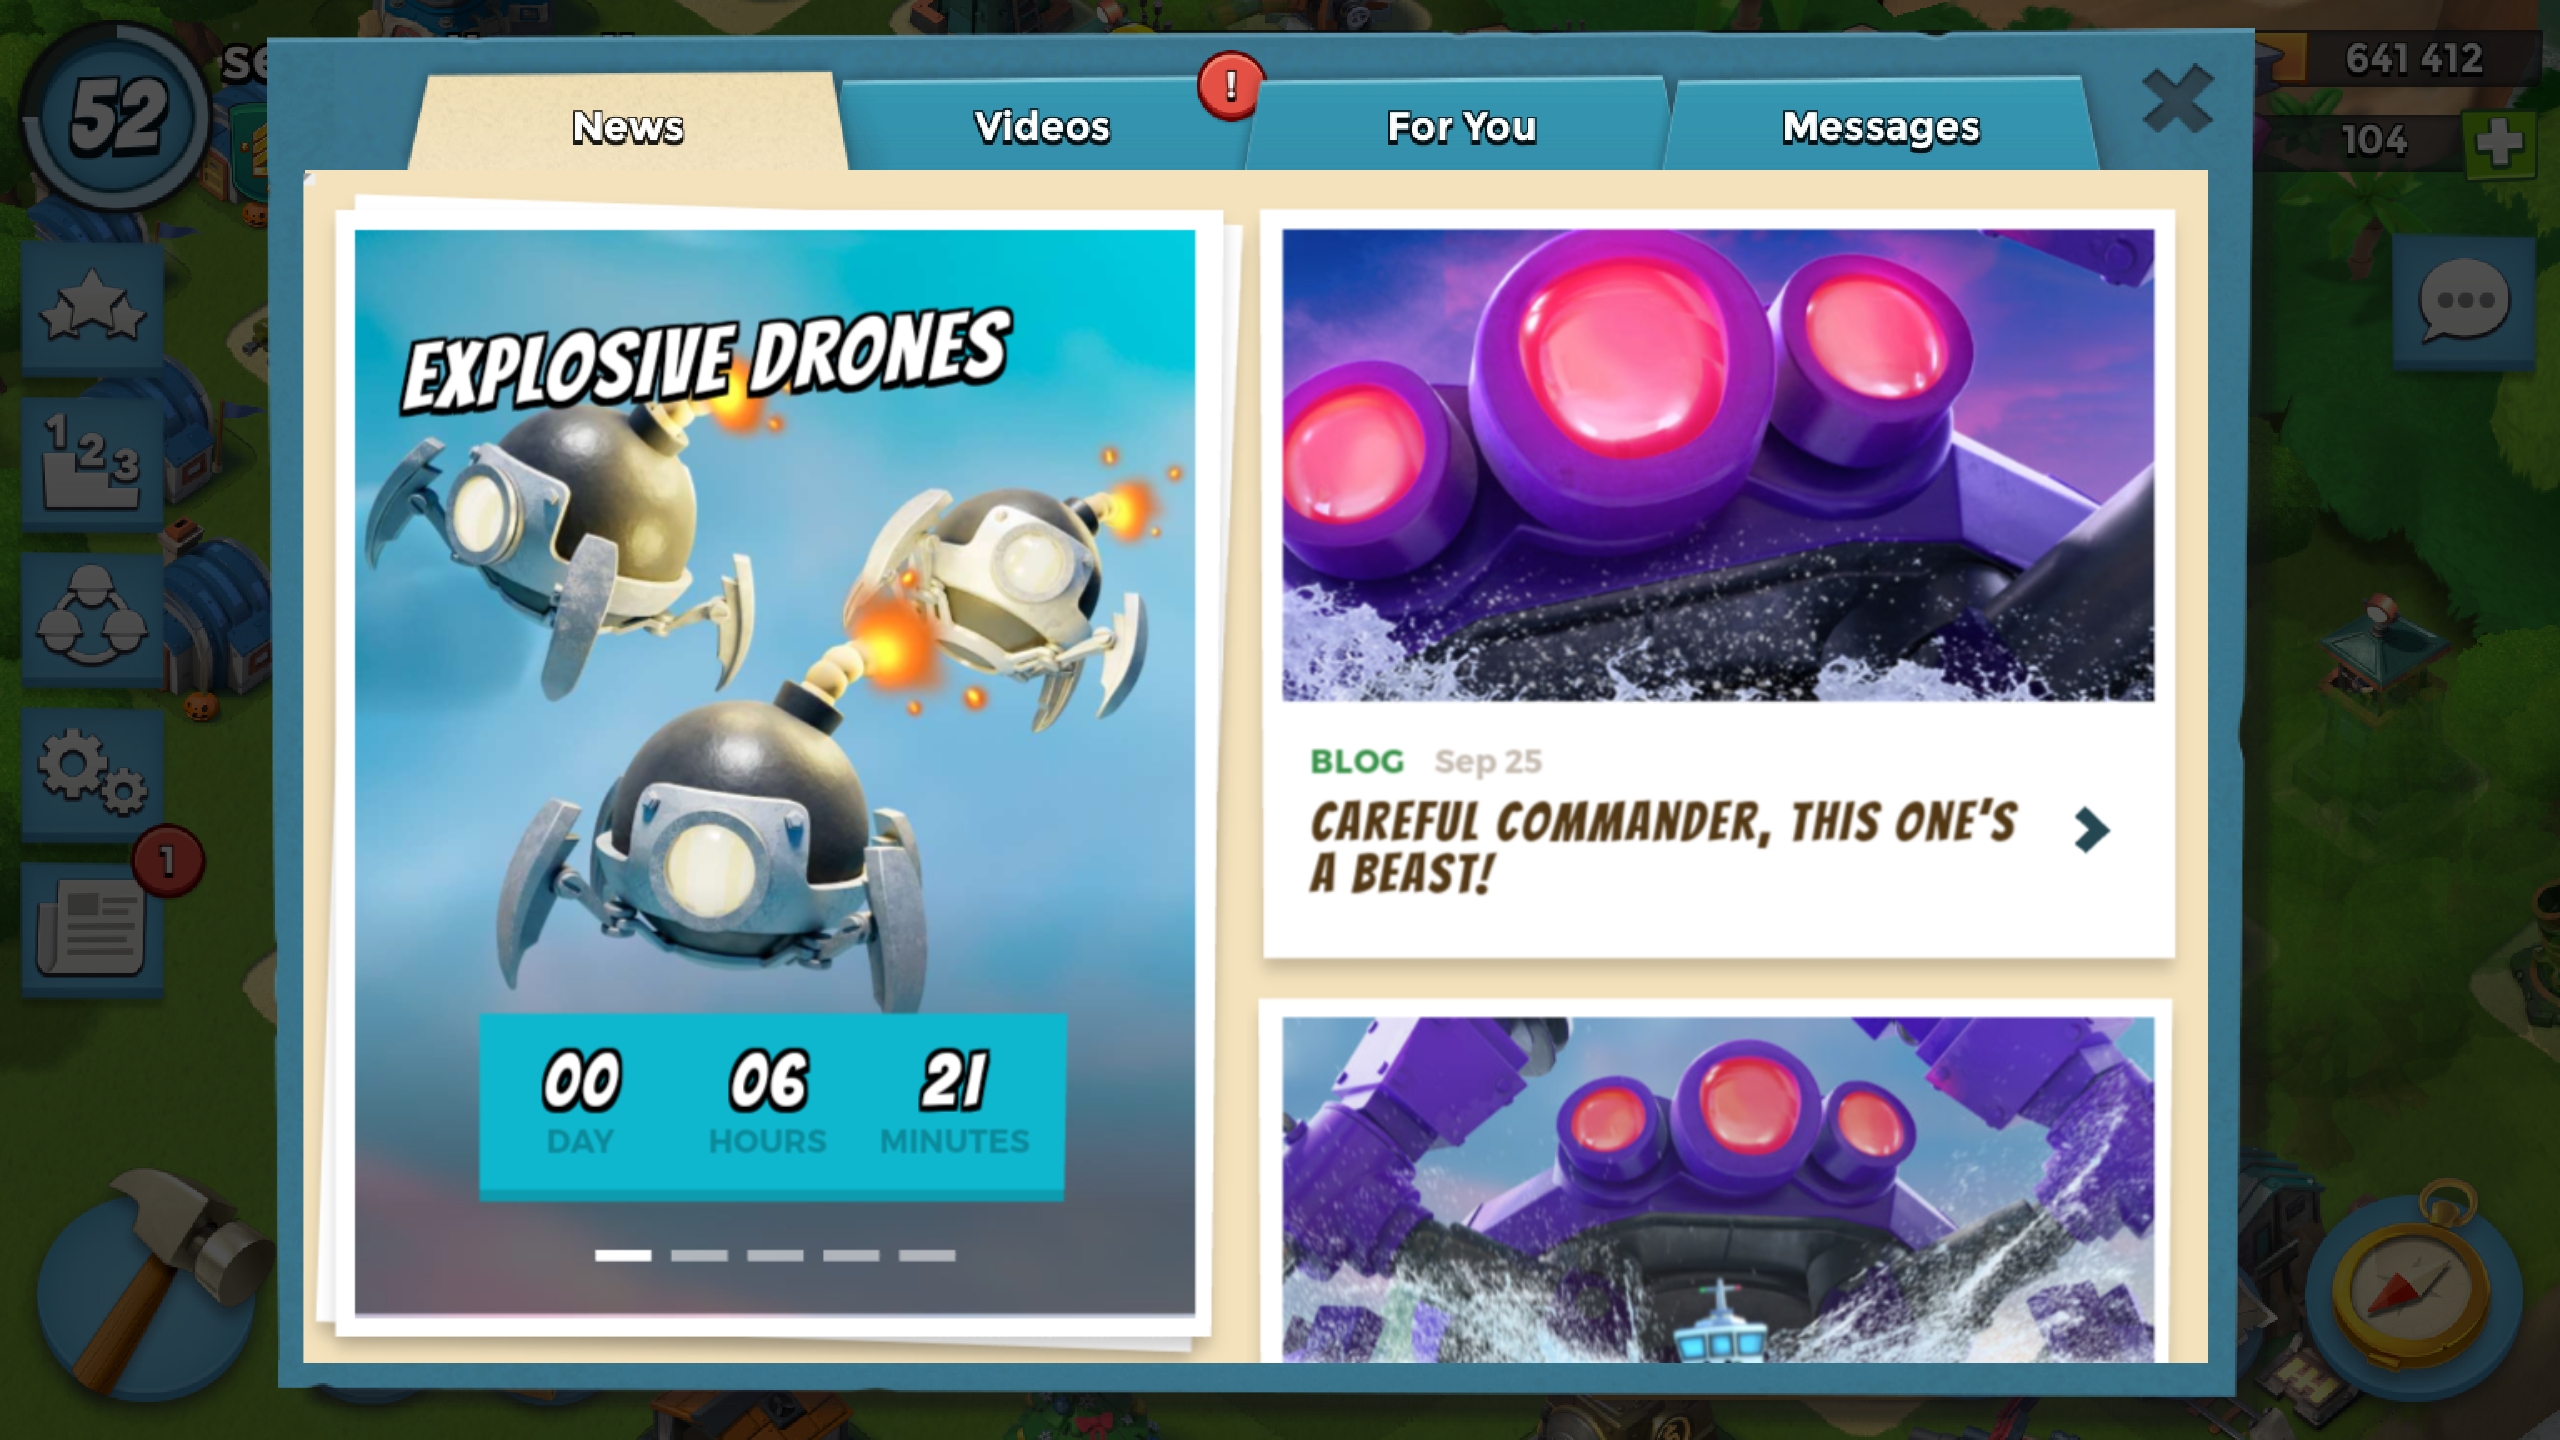 52
641 412
104
News
Videos
!
For You
Messages
1 2 3
1
EXPLOSIVE DRONES
00 06 21
DAY HOURS MINUTES
BLOG Sep 25
CAREFUL COMMANDER, THIS ONE'S
A BEAST!